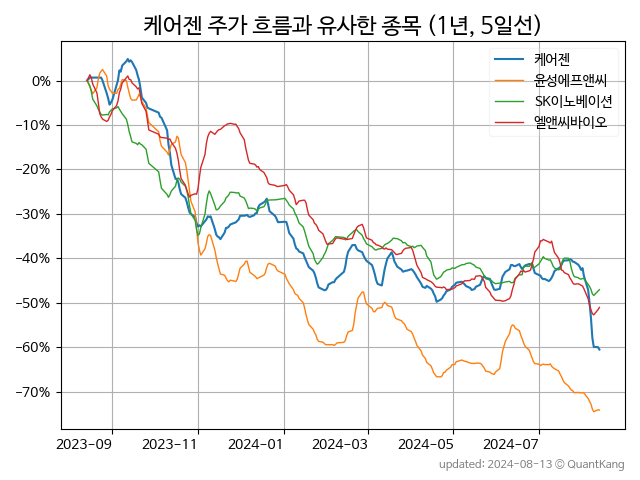 케어젠 주가 흐름과 유사한 종목 (1년, 5일선)
케어젠
윤성에프앤씨
SK이노베이션
엘앤씨바이오
0%
−10%
−20%
−30%
−40%
−50%
−60%
−70%
2023-09 2023-11 2024-01 2024-03 2024-05 2024-07
updated: 2024-08-13 © QuantKang